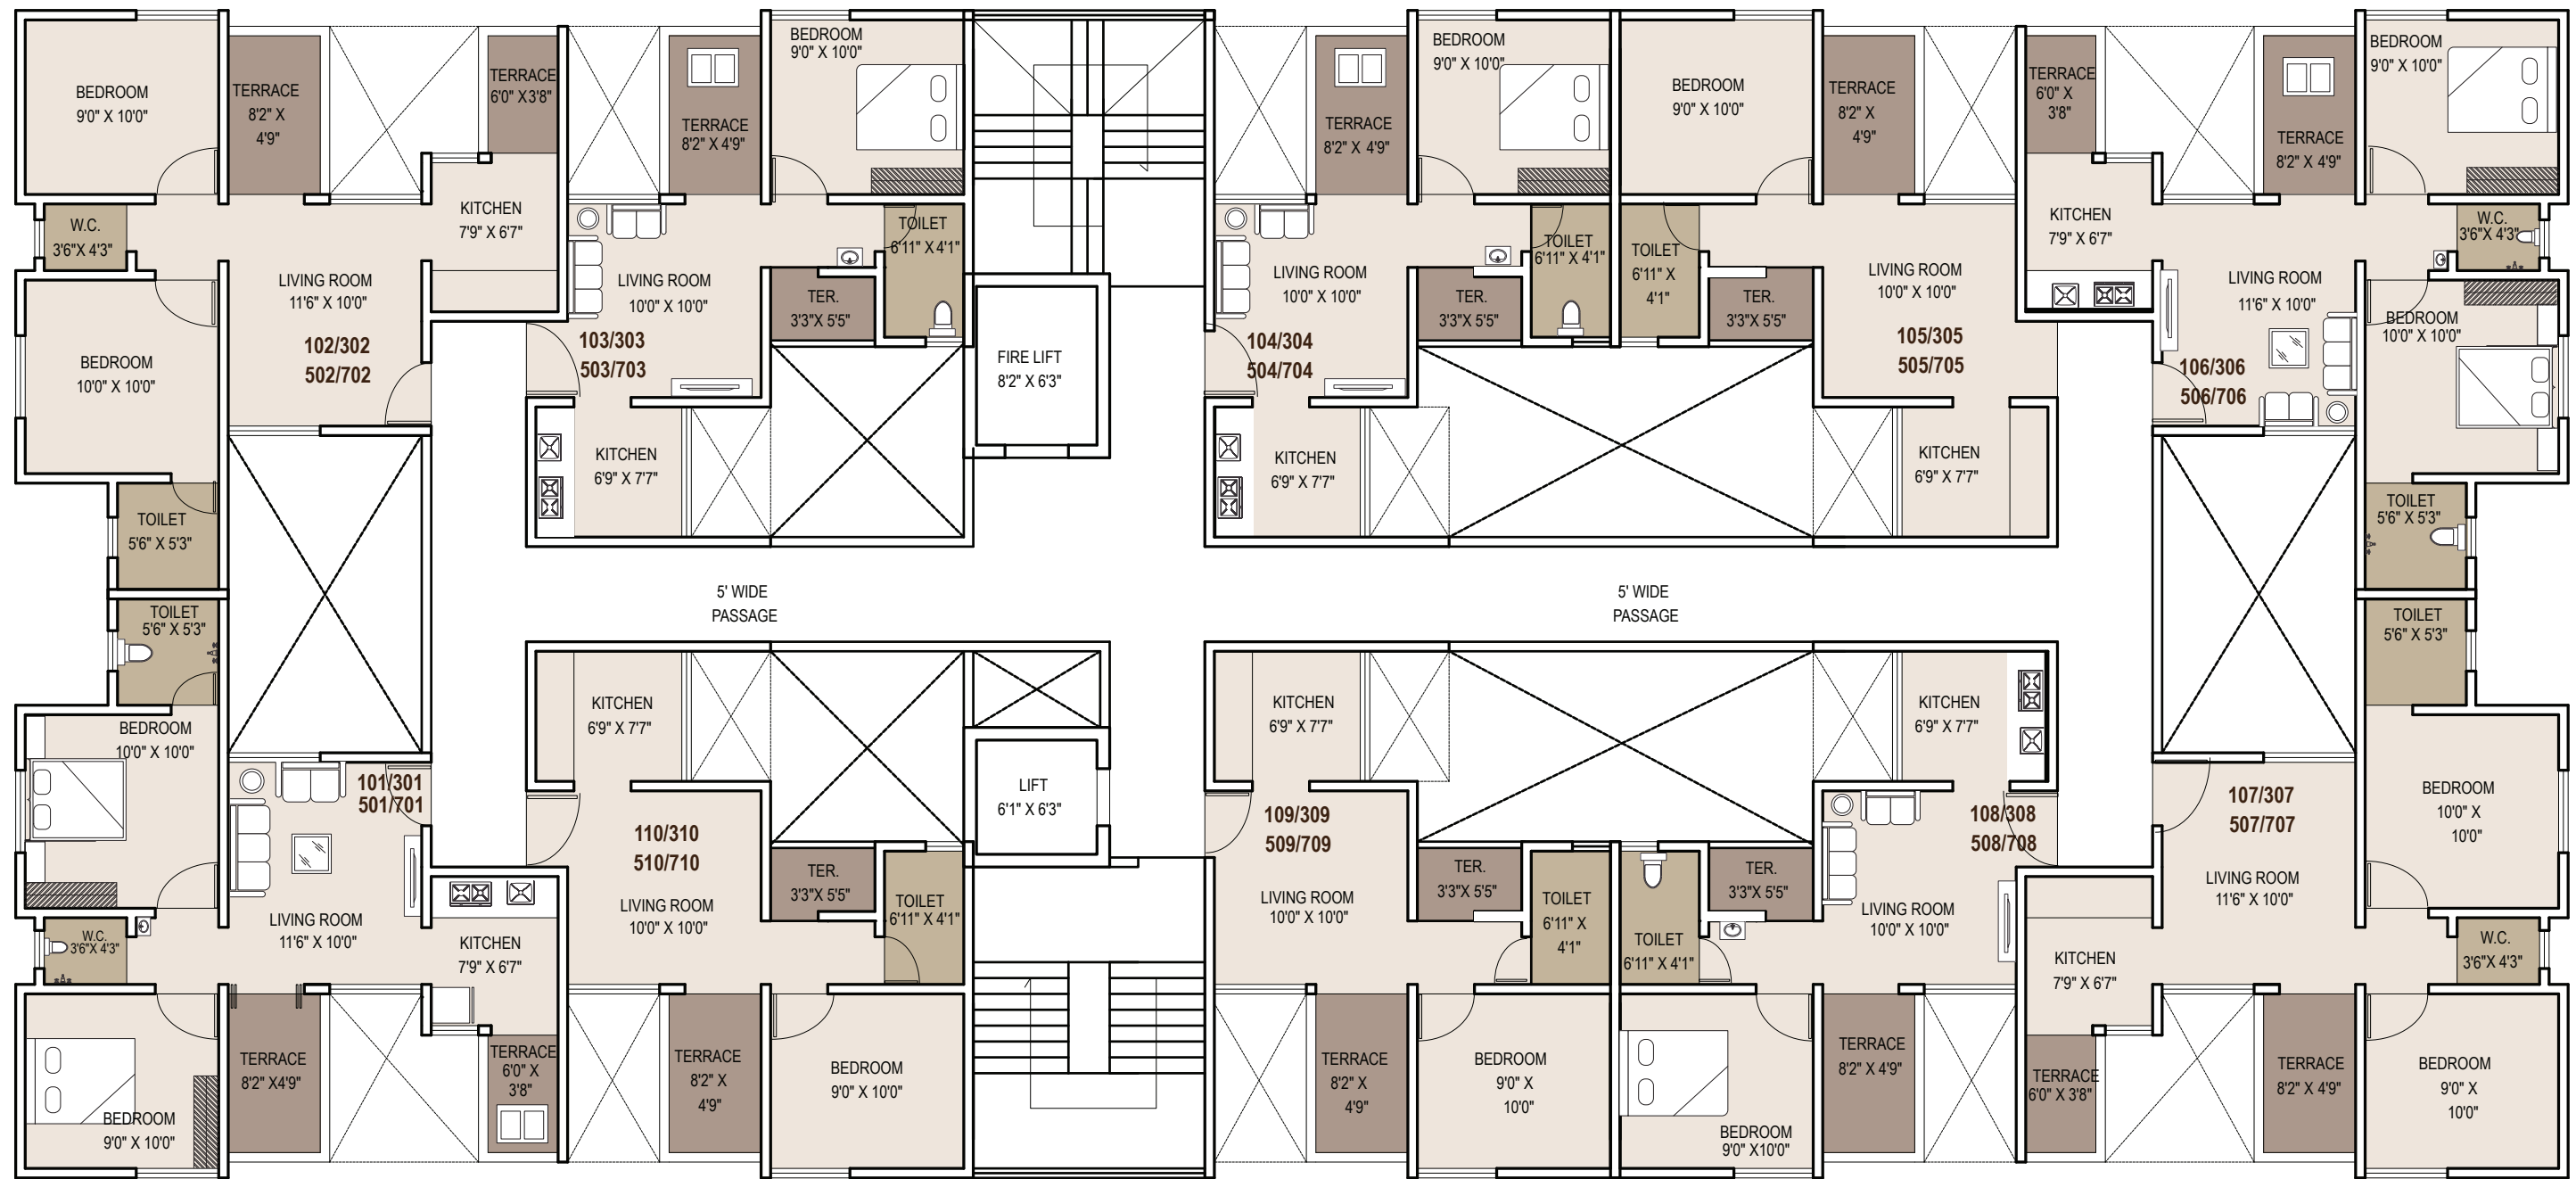 BEDROOM
9'0" X 10'0"
TERRACE
8'2" X
4'9"
TERRACE
6'0" X3'8"
W.C.
3'6"X 4'3"
KITCHEN
7'9" X 6'7"
LIVING ROOM
11'6" X 10'0"
102/302
502/702
BEDROOM
10'0" X 10'0"
TOILET
5'6" X 5'3"
TERRACE
8'2" X 4'9"
BEDROOM
9'0" X 10'0"
LIVING ROOM
10'0" X 10'0"
103/303
503/703
TOILET
6'11" X 4'1"
TER.
3'3"X 5'5"
KITCHEN
6'9" X 7'7"
FIRE LIFT
8'2" X 6'3"
TERRACE
8'2" X 4'9"
BEDROOM
9'0" X 10'0"
LIVING ROOM
10'0" X 10'0"
104/304
504/704
TOILET
6'11" X 4'1"
TER.
3'3"X 5'5"
KITCHEN
6'9" X 7'7"
BEDROOM
9'0" X 10'0"
TERRACE
8'2" X
4'9"
TOILET
6'11" X
4'1"
TER.
3'3"X 5'5"
LIVING ROOM
10'0" X 10'0"
105/305
505/705
KITCHEN
6'9" X 7'7"
TERRACE
6'0" X
3'8"
TERRACE
8'2" X 4'9"
BEDROOM
9'0" X 10'0"
KITCHEN
7'9" X 6'7"
W.C.
3'6"X 4'3"
LIVING ROOM
11'6" X 10'0"
106/306
506/706
BEDROOM
10'0" X 10'0"
TOILET
5'6" X 5'3"
5' WIDE
PASSAGE
5' WIDE
PASSAGE
TOILET
5'6" X 5'3"
BEDROOM
10'0" X 10'0"
101/301
501/701
LIVING ROOM
11'6" X 10'0"
W.C.
3'6"X 4'3"
KITCHEN
7'9" X 6'7"
BEDROOM
9'0" X 10'0"
TERRACE
8'2" X4'9"
TERRACE
6'0" X
3'8"
KITCHEN
6'9" X 7'7"
110/310
510/710
LIVING ROOM
10'0" X 10'0"
TER.
3'3"X 5'5"
TOILET
6'11" X 4'1"
TERRACE
8'2" X
4'9"
BEDROOM
9'0" X 10'0"
LIFT
6'1" X 6'3"
KITCHEN
6'9" X 7'7"
109/309
509/709
LIVING ROOM
10'0" X 10'0"
TER.
3'3"X 5'5"
TOILET
6'11" X
4'1"
TERRACE
8'2" X
4'9"
BEDROOM
9'0" X
10'0"
KITCHEN
6'9" X 7'7"
108/308
508/708
TER.
3'3"X 5'5"
LIVING ROOM
10'0" X 10'0"
TOILET
6'11" X 4'1"
BEDROOM
9'0" X10'0"
TERRACE
8'2" X 4'9"
TOILET
5'6" X 5'3"
107/307
507/707
BEDROOM
10'0" X
10'0"
LIVING ROOM
11'6" X 10'0"
W.C.
3'6"X 4'3"
KITCHEN
7'9" X 6'7"
TERRACE
6'0" X 3'8"
TERRACE
8'2" X 4'9"
BEDROOM
9'0" X
10'0"